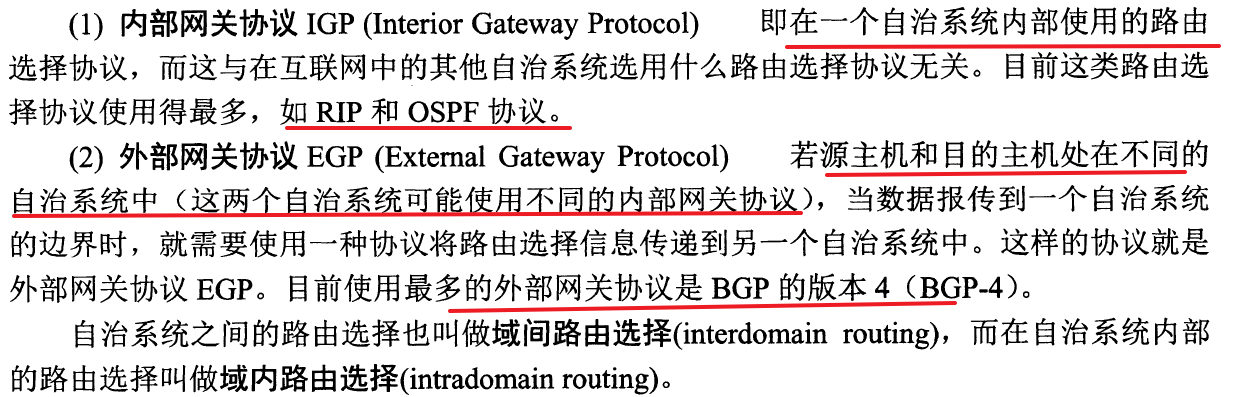 (1) 内部网关协议 IGP (Interior Gateway Protocol) 即在一个自治系统内部使用的路由
选择协议，而这与在互联网中的其他自治系统选用什么路由选择协议无关。目前这类路由选
择协议使用得最多，如 RIP 和 OSPF 协议。
(2) 外部网关协议 EGP (External Gateway Protocol) 若源主机和目的主机处在不同的
自治系统中（这两个自治系统可能使用不同的内部网关协议），当数据报传到一个自治系统
的边界时，就需要使用一种协议将路由选择信息传递到另一个自治系统中。这样的协议就是
外部网关协议 EGP。目前使用最多的外部网关协议是 BGP 的版本 4（BGP-4）。
自治系统之间的路由选择也叫做域间路由选择(interdomain routing)，而在自治系统内部
的路由选择叫做域内路由选择(intradomain routing)。